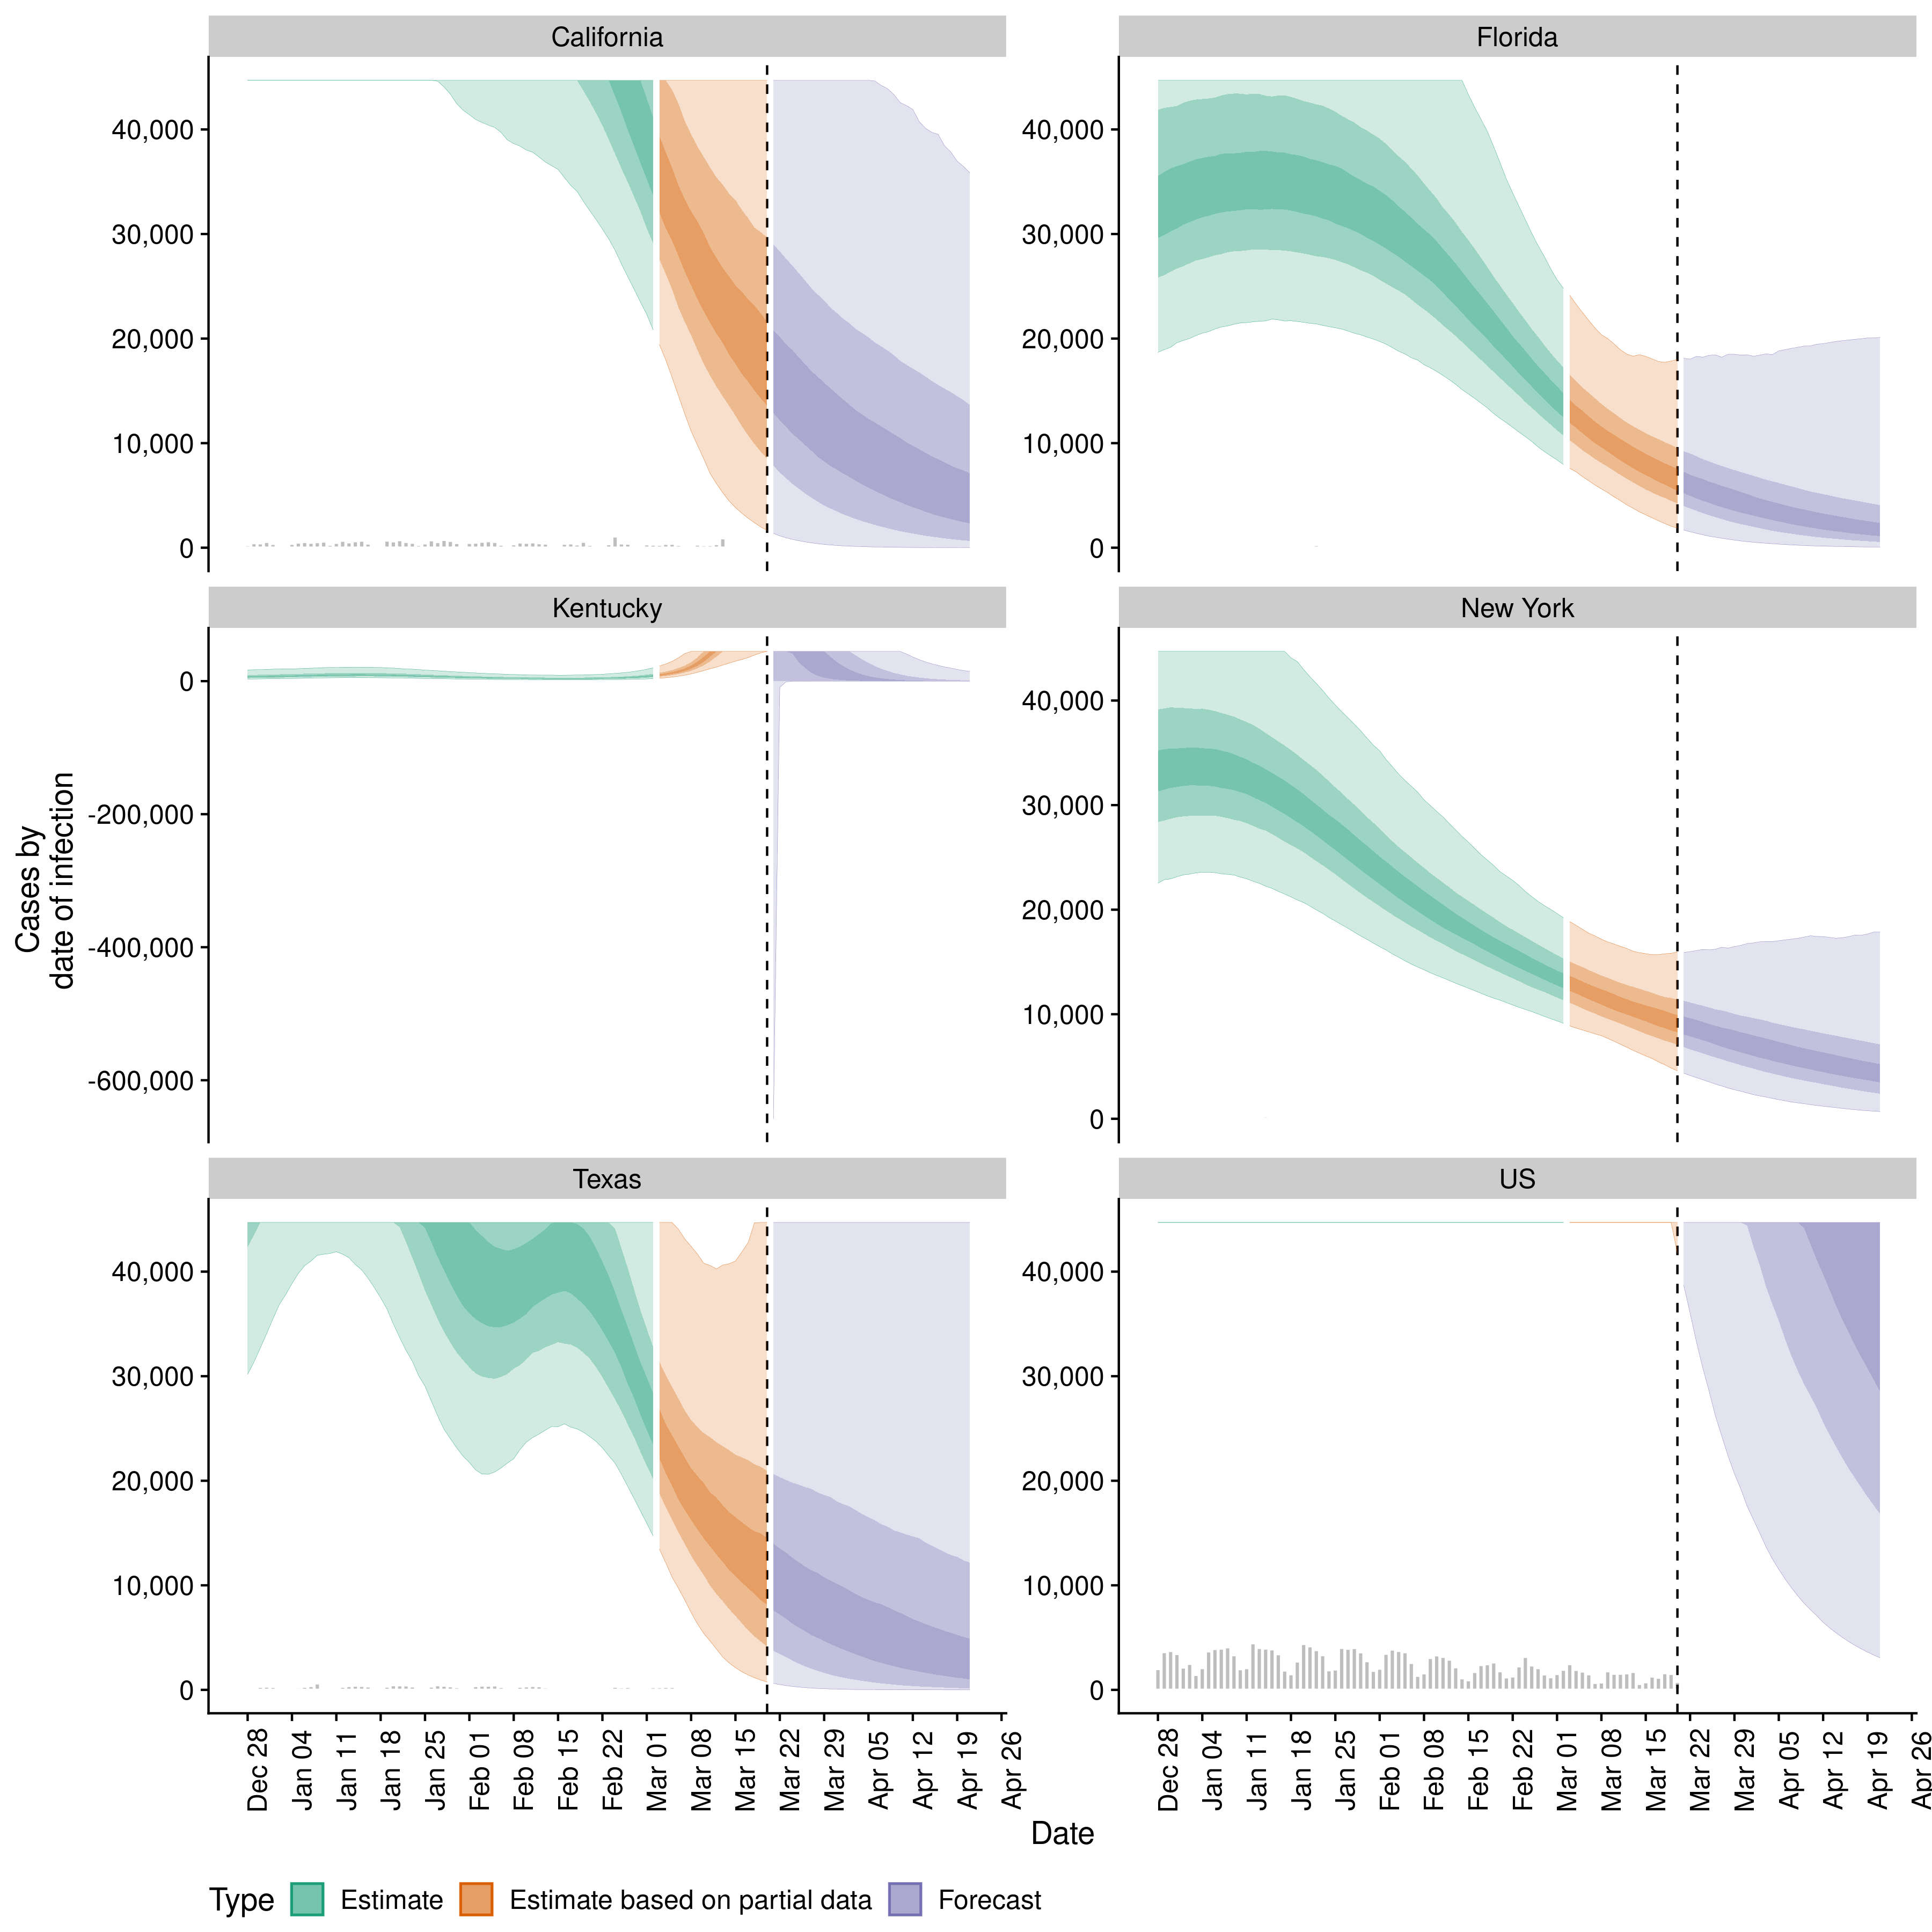 California
Florida
40,000
30,000
20,000
10,000
0
40,000
30,000
20,000
10,000
0
Kentucky
New York
0
-200,000
-400,000
-600,000
40,000
30,000
20,000
10,000
0
Cases by
date of infection
Texas
US
40,000
30,000
20,000
10,000
0
40,000
30,000
20,000
10,000
0
Dec 28
Jan 04
Jan 11
Jan 18
Jan 25
Feb 01
Feb 08
Feb 15
Feb 22
Mar 01
Mar 08
Mar 15
Mar 22
Mar 29
Apr 05
Apr 12
Apr 19
Apr 26
Dec 28
Jan 04
Jan 11
Jan 18
Jan 25
Feb 01
Feb 08
Feb 15
Feb 22
Mar 01
Mar 08
Mar 15
Mar 22
Mar 29
Apr 05
Apr 12
Apr 19
Apr 26
Date
Type Estimate Estimate based on partial data Forecast